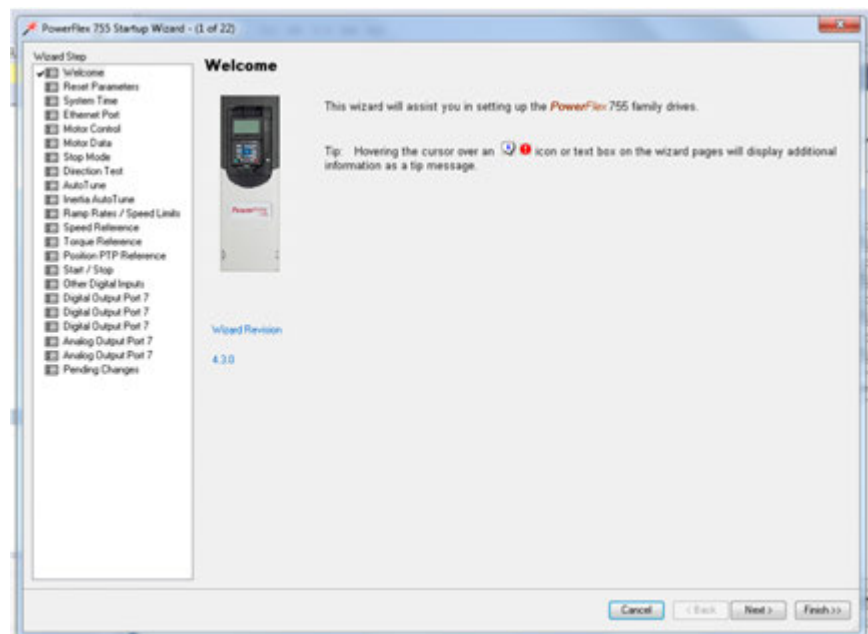 PowerFlex 755 Startup Wizard - (1 of 22)
Wizard Step
Welcome
Reset Parameters
System Time
Ethernet Port
Motor Control
Motor Data
Stop Mode
Direction Test
AutoTune
Inertia AutoTune
Ramp Rates / Speed Limits
Speed Reference
Torque Reference
Position PTP Reference
Start / Stop
Other Digital Inputs
Digital Output Port 7
Digital Output Port 7
Digital Output Port 7
Analog Output Port 7
Analog Output Port 7
Pending Changes
Welcome
This wizard will assist you in setting up the PowerFlex 755 family drives.
Tip: Hovering the cursor over an icon or text box on the wizard pages will display additional
information as a tip message.
PowerFlex
Wizard Revision
4.3.0
Cancel
< Back
Next >
Finish >>